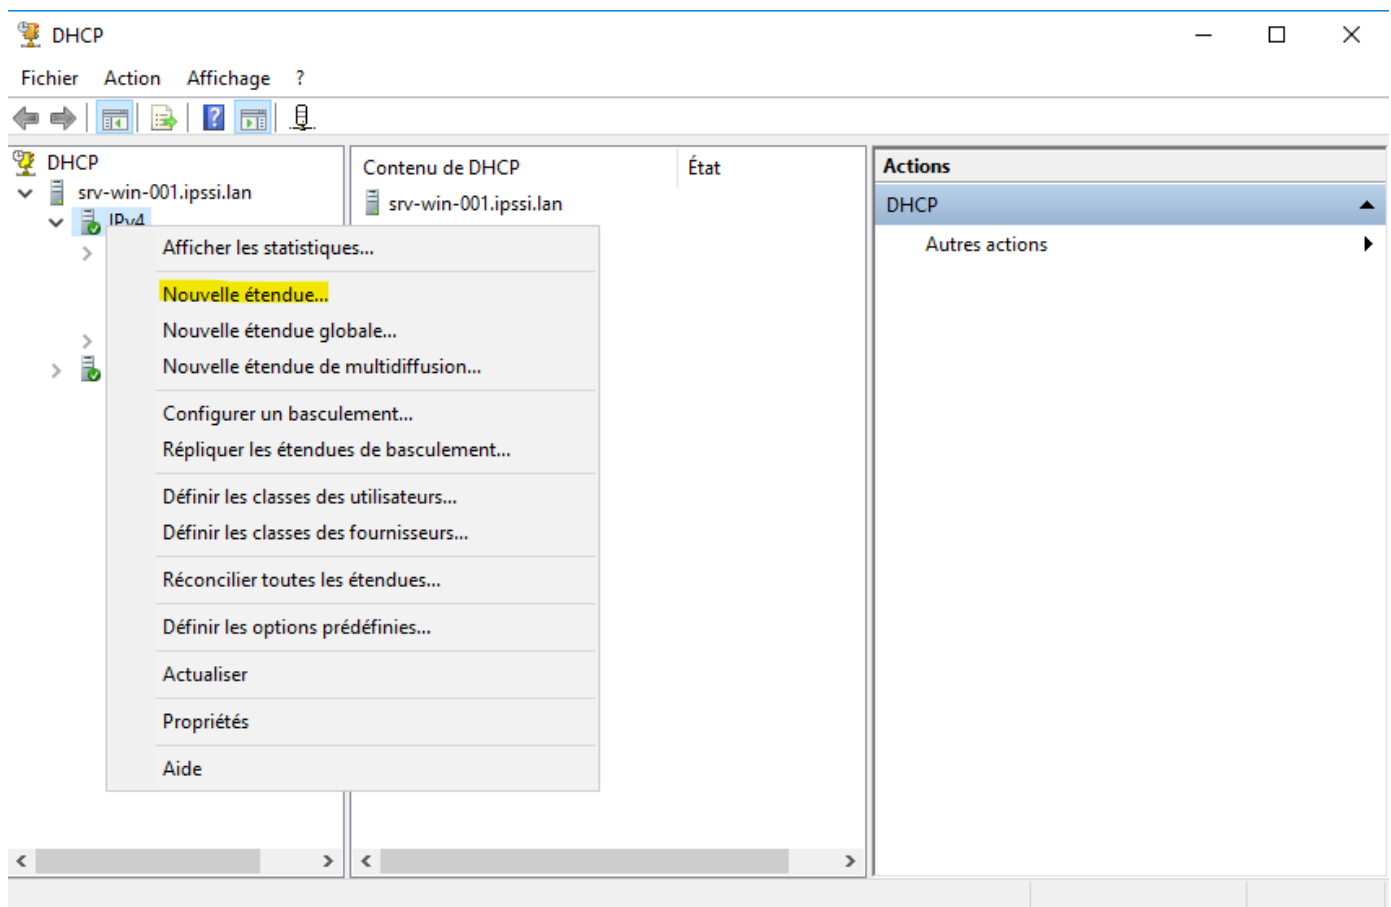 DHCP
Fichier Action Affichage ?
DHCP
srv-win-001.ipssi.lan
IPv4
Contenu de DHCP État
srv-win-001.ipssi.lan
Actions
DHCP
Autres actions
Afficher les statistiques...
Nouvelle étendue...
Nouvelle étendue globale...
Nouvelle étendue de multidiffusion...
Configurer un basculement...
Répliquer les étendues de basculement...
Définir les classes des utilisateurs...
Définir les classes des fournisseurs...
Réconcilier toutes les étendues...
Définir les options prédéfinies...
Actualiser
Propriétés
Aide